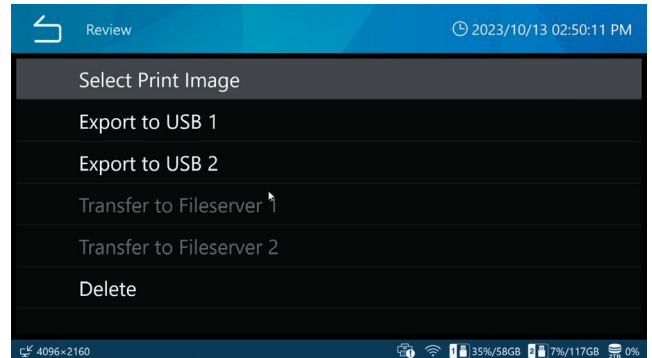 Review
2023/10/13 02:50:11 PM
Select Print Image
Export to USB 1
Export to USB 2
Transfer to Fileserver 1
Transfer to Fileserver 2
Delete
4096×2160 1 35%/58GB 2 7%/117GB 2TB 0%